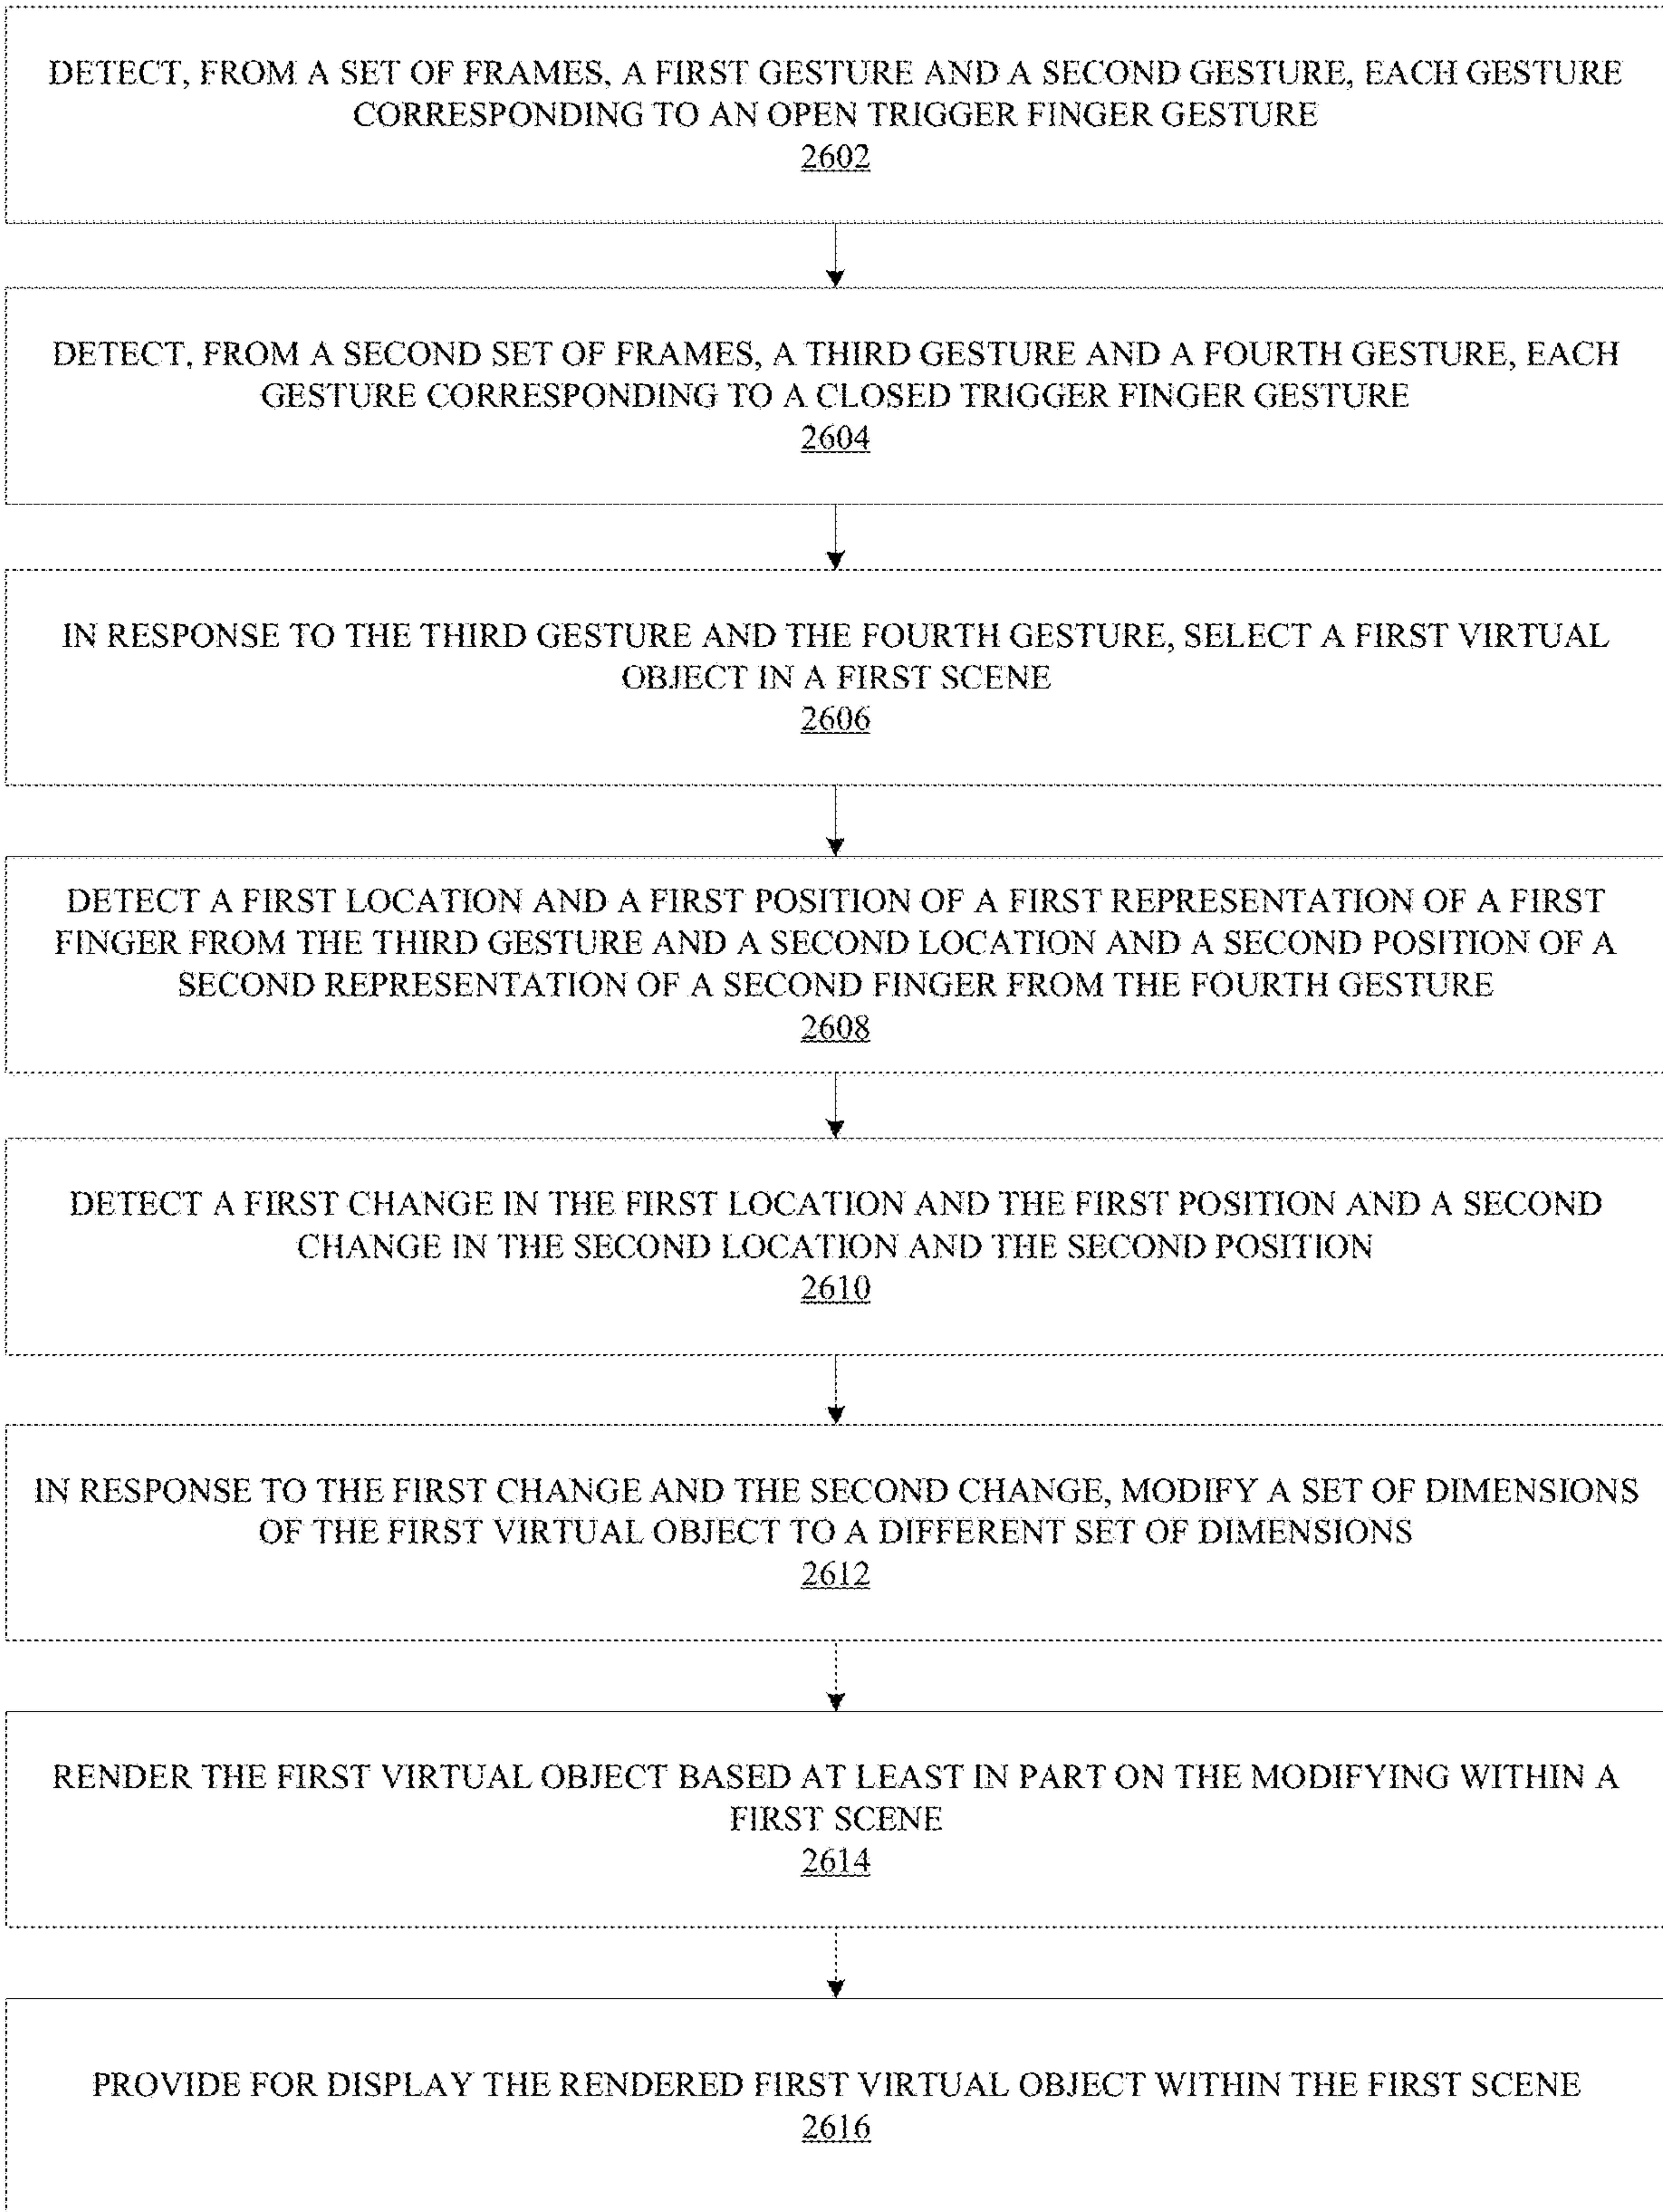 DETECT, FROM A SET OF FRAMES, A FIRST GESTURE AND A SECOND GESTURE, EACH GESTURE
CORRESPONDING TO AN OPEN TRIGGER FINGER GESTURE
2602
DETECT, FROM A SECOND SET OF FRAMES, A THIRD GESTURE AND A FOURTH GESTURE, EACH
GESTURE CORRESPONDING TO A CLOSED TRIGGER FINGER GESTURE
2604
IN RESPONSE TO THE THIRD GESTURE AND THE FOURTH GESTURE, SELECT A FIRST VIRTUAL
OBJECT IN A FIRST SCENE
2606
DETECT A FIRST LOCATION AND A FIRST POSITION OF A FIRST REPRESENTATION OF A FIRST
FINGER FROM THE THIRD GESTURE AND A SECOND LOCATION AND A SECOND POSITION OF A
SECOND REPRESENTATION OF A SECOND FINGER FROM THE FOURTH GESTURE
2608
DETECT A FIRST CHANGE IN THE FIRST LOCATION AND THE FIRST POSITION AND A SECOND
CHANGE IN THE SECOND LOCATION AND THE SECOND POSITION
2610
IN RESPONSE TO THE FIRST CHANGE AND THE SECOND CHANGE, MODIFY A SET OF DIMENSIONS
OF THE FIRST VIRTUAL OBJECT TO A DIFFERENT SET OF DIMENSIONS
2612
RENDER THE FIRST VIRTUAL OBJECT BASED AT LEAST IN PART ON THE MODIFYING WITHIN A
FIRST SCENE
2614
PROVIDE FOR DISPLAY THE RENDERED FIRST VIRTUAL OBJECT WITHIN THE FIRST SCENE
2616